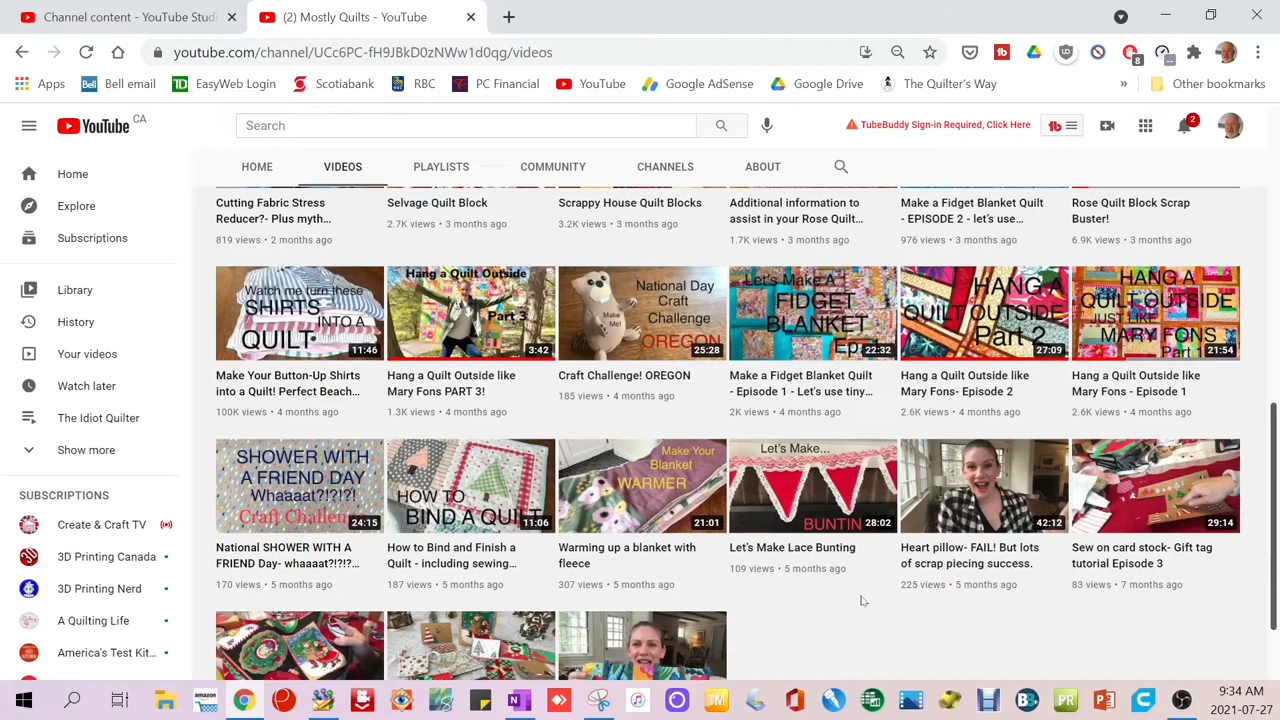 Channel content - YouTube Studi
(2) Mostly Quilts - YouTube
youtube.com/channel/UCc6PC-fH9JBkD0zNWw1d0qg/videos
8
Apps
Bell
Bell email
TD
EasyWeb Login
Scotiabank
RBC
PC Financial
YouTube
Google AdSense
Google Drive
The Quilter's Way
»
Other bookmarks
YouTube CA
Search
TubeBuddy Sign-in Required, Click Here
tb
2
HOME
VIDEOS
PLAYLISTS
COMMUNITY
CHANNELS
ABOUT
Home
Explore
Subscriptions
Library
History
Your videos
Watch later
The Idiot Quilter
Show more
SUBSCRIPTIONS
Create & Craft TV
3D Printing Canada
3D Printing Nerd
A Quilting Life
America's Test Kit...
Cutting Fabric Stress
Reducer?- Plus myth...
819 views • 2 months ago
Selvage Quilt Block
2.7K views • 3 months ago
Scrappy House Quilt Blocks
3.2K views • 3 months ago
Additional information to
assist in your Rose Quilt...
1.7K views • 3 months ago
Make a Fidget Blanket Quilt
- EPISODE 2 - let's use...
976 views • 3 months ago
Rose Quilt Block Scrap
Buster!
6.9K views • 3 months ago
Watch me turn these
SHIRTS
INTO A
QUILT
11:46
Make Your Button-Up Shirts
into a Quilt! Perfect Beach...
100K views • 4 months ago
Hang a Quilt Outside
Part 3
3:42
Hang a Quilt Outside like
Mary Fons PART 3!
1.3K views • 4 months ago
National Day
Craft
Challenge
Make
Me!
OREGON
25:28
Craft Challenge! OREGON
185 views • 4 months ago
Let's Make A
FIDGET
BLANKET
Ep1
22:32
Make a Fidget Blanket Quilt
- Episode 1 - Let's use tiny...
2K views • 4 months ago
HANG A
QUILT OUTSIDE
Part 2
27:09
Hang a Quilt Outside like
Mary Fons- Episode 2
2.6K views • 4 months ago
HANG A
QUILT OUTSIDE
JUST LIKE
MARY FONS
Part 1
21:54
Hang a Quilt Outside like
Mary Fons - Episode 1
2.6K views • 4 months ago
SHOWER WITH
A FRIEND DAY
Whaaaat?!?!?!
Craft Challen
24:15
National SHOWER WITH A
FRIEND DAY- whaaaat?!?!?...
170 views • 5 months ago
HOW TO
BIND A QUILT
11:06
How to Bind and Finish a
Quilt - including sewing...
187 views • 5 months ago
Make Your
Blanket
WARMER
21:01
Warming up a blanket with
fleece
307 views • 5 months ago
Let's Make...
BUNTIN
28:02
Let's Make Lace Bunting
109 views • 5 months ago
42:12
Heart pillow- FAIL! But lots
of scrap piecing success.
225 views • 5 months ago
29:14
Sew on card stock- Gift tag
tutorial Episode 3
83 views • 7 months ago
amazon
TM
PR
9:34 AM
2021-07-27